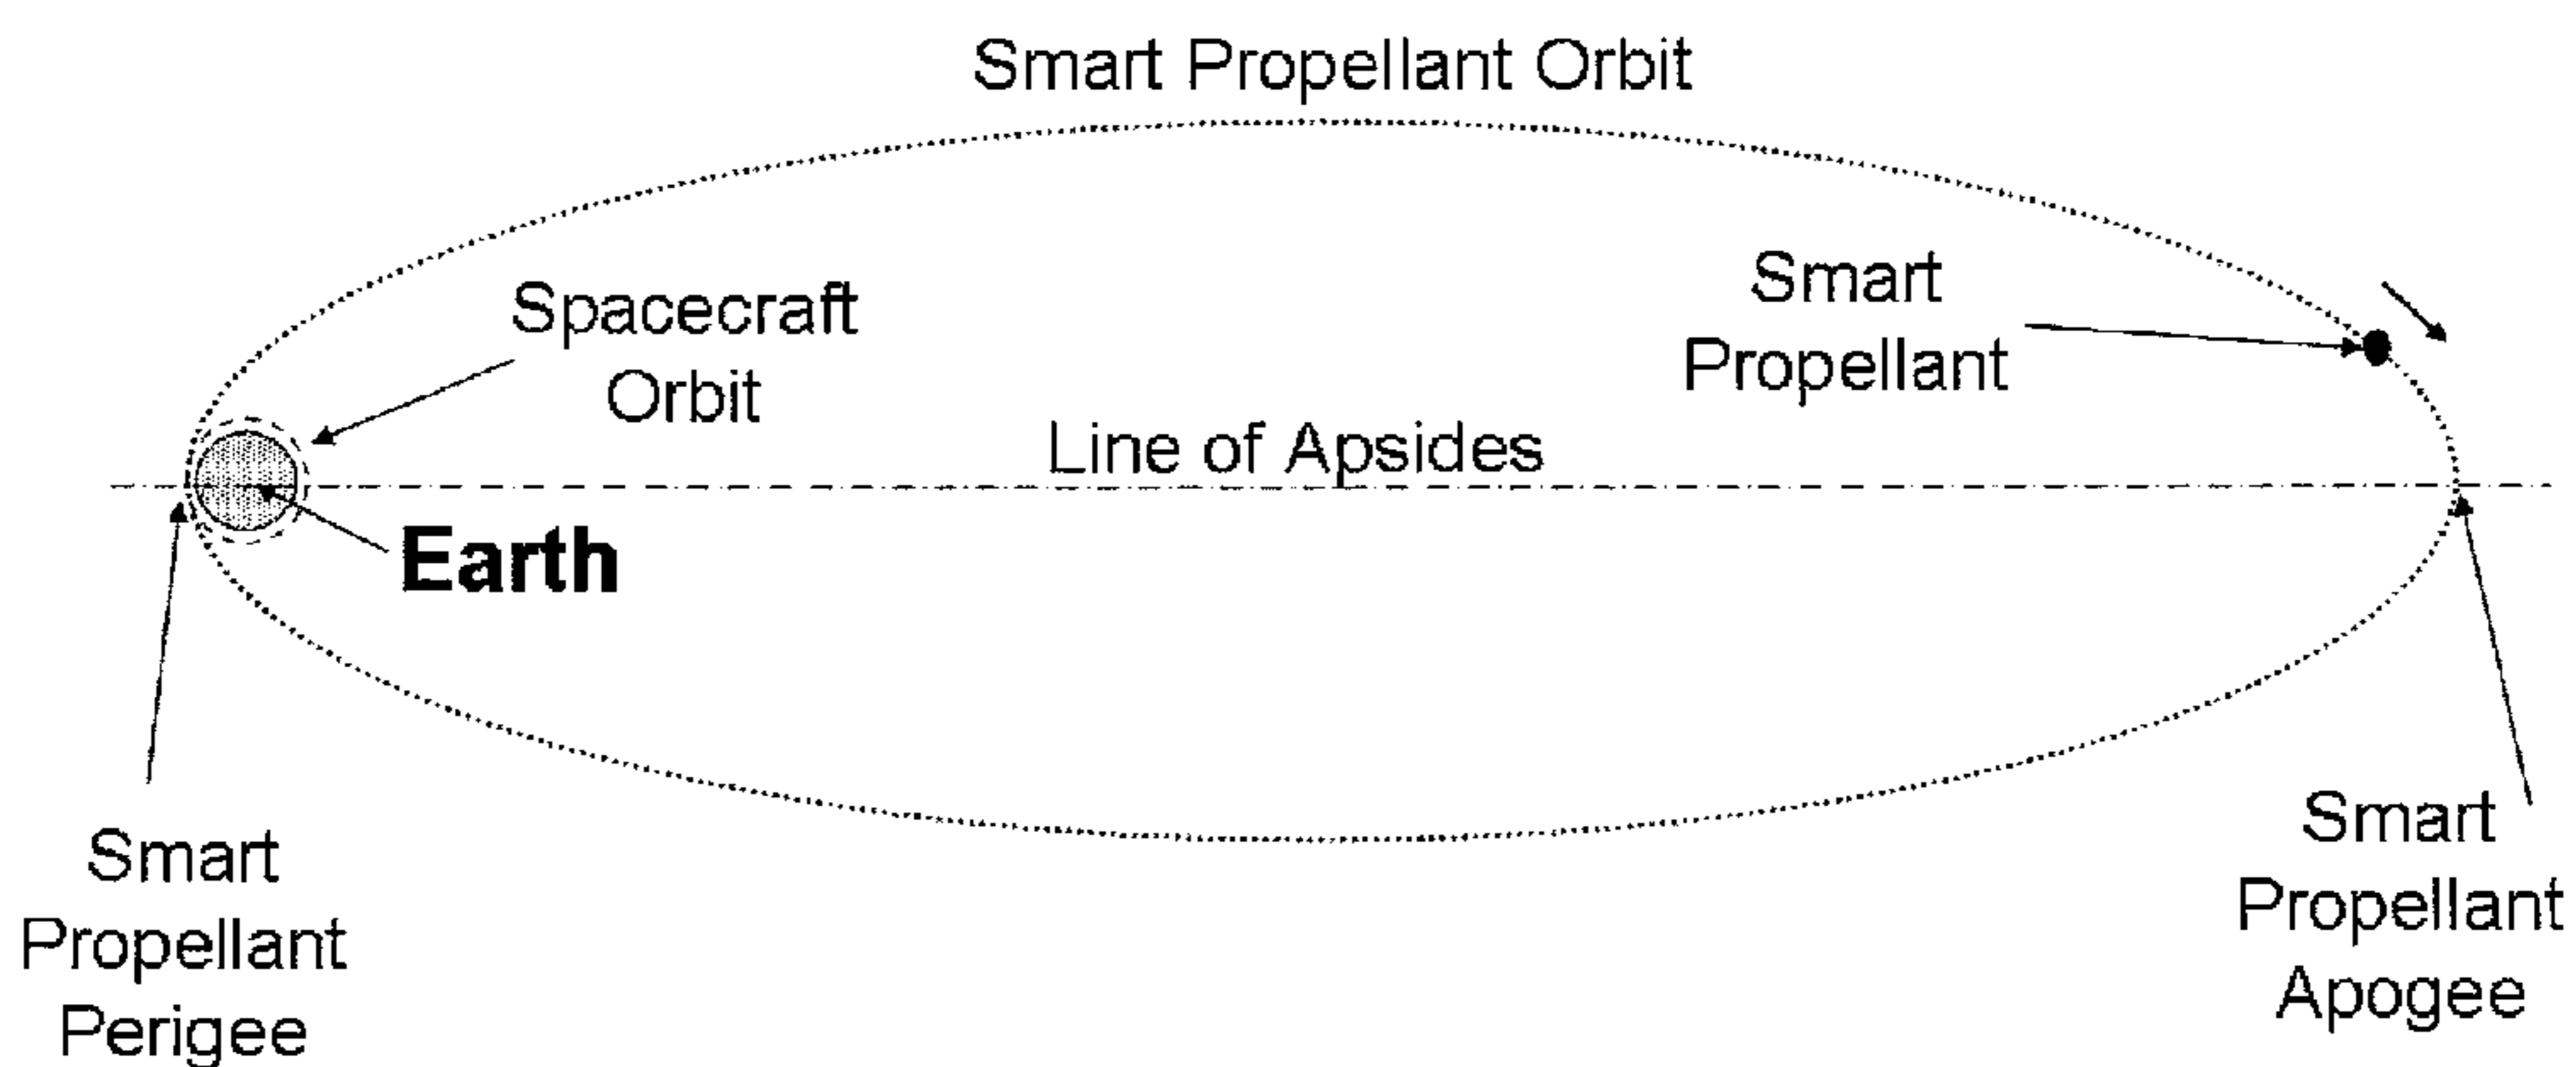 Smart Propellant Orbit
Spacecraft
Orbit
Smart
Propellant
Line of Apsides
Earth
Smart
Propellant
Perigee
Smart
Propellant
Apogee